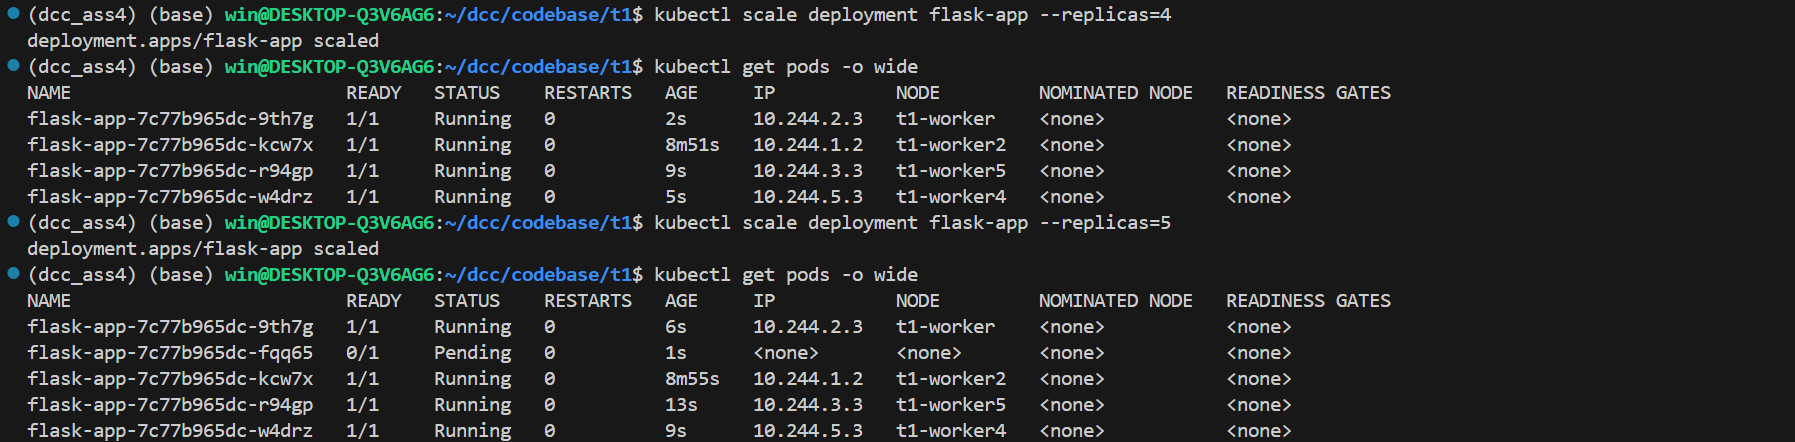 (dcc_ass4) (base) win@DESKTOP-Q3V6AG6:~/dcc/codebase/t1$ kubectl scale deployment flask-app --replicas=4
deployment.apps/flask-app scaled
(dcc_ass4) (base) win@DESKTOP-Q3V6AG6:~/dcc/codebase/t1$ kubectl get pods -o wide
NAME                         READY   STATUS    RESTARTS   AGE     IP           NODE         NOMINATED NODE   READINESS GATES
flask-app-7c77b965dc-9th7g   1/1     Running   0          2s      10.244.2.3   t1-worker    <none>           <none>
flask-app-7c77b965dc-kcw7x   1/1     Running   0          8m51s   10.244.1.2   t1-worker2   <none>           <none>
flask-app-7c77b965dc-r94gp   1/1     Running   0          9s      10.244.3.3   t1-worker5   <none>           <none>
flask-app-7c77b965dc-w4drz   1/1     Running   0          5s      10.244.5.3   t1-worker4   <none>           <none>
(dcc_ass4) (base) win@DESKTOP-Q3V6AG6:~/dcc/codebase/t1$ kubectl scale deployment flask-app --replicas=5
deployment.apps/flask-app scaled
(dcc_ass4) (base) win@DESKTOP-Q3V6AG6:~/dcc/codebase/t1$ kubectl get pods -o wide
NAME                         READY   STATUS    RESTARTS   AGE     IP           NODE         NOMINATED NODE   READINESS GATES
flask-app-7c77b965dc-9th7g   1/1     Running   0          6s      10.244.2.3   t1-worker    <none>           <none>
flask-app-7c77b965dc-fqq65   0/1     Pending   0          1s      <none>       <none>       <none>           <none>
flask-app-7c77b965dc-kcw7x   1/1     Running   0          8m55s   10.244.1.2   t1-worker2   <none>           <none>
flask-app-7c77b965dc-r94gp   1/1     Running   0          13s     10.244.3.3   t1-worker5   <none>           <none>
flask-app-7c77b965dc-w4drz   1/1     Running   0          9s      10.244.5.3   t1-worker4   <none>           <none>